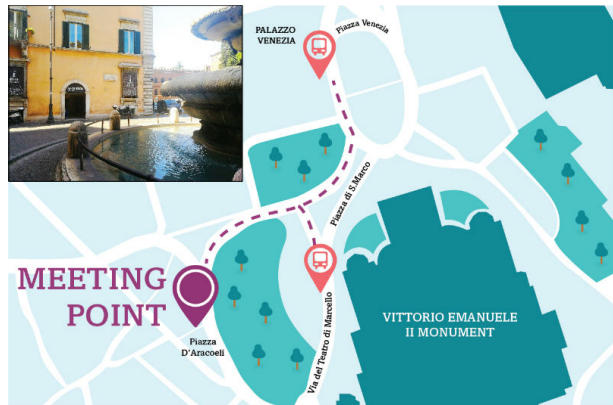 PALAZZO
VENEZIA
Piazza Venezia
Piazza di S.Marco
MEETING
POINT
Piazza
D'Aracoeli
Via del Teatro di Marcello
VITTORIO EMANUELE
II MONUMENT